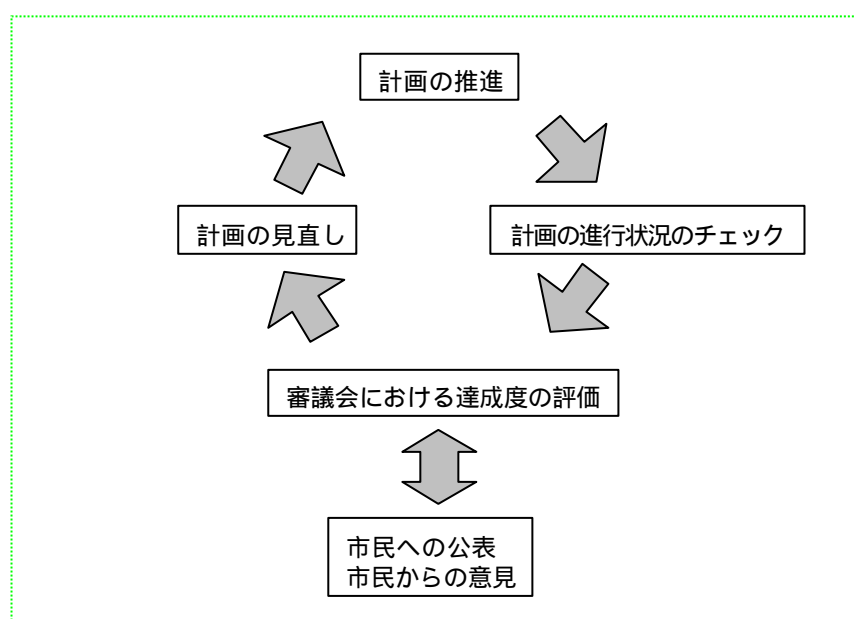 計画の推進
計画の見直し
計画の進行状況のチェック
審議会における達成度の評価
市民への公表
市民からの意見